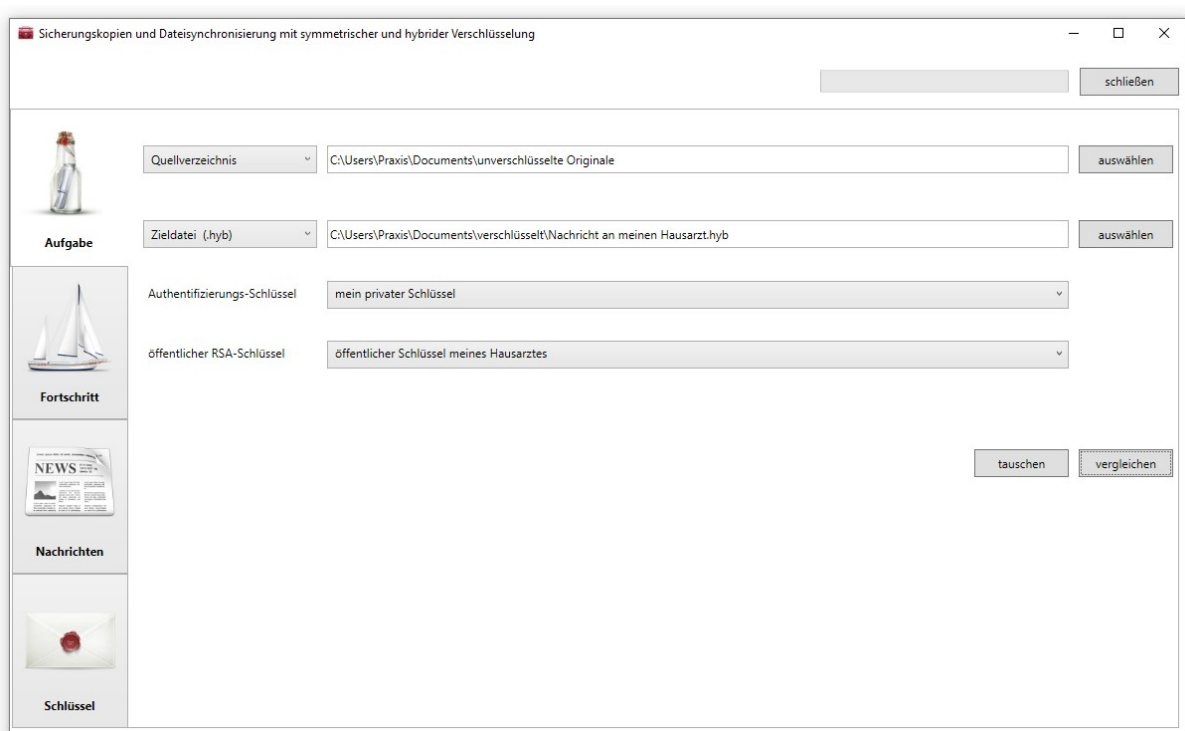 Sicherungskopien und Dateisynchronisierung mit symmetrischer und hybrider Verschlüsselung
schließen
Quellverzeichnis
C:\Users\Praxis\Documents\unverschlüsselte Originale
auswählen
Aufgabe
Zieldatei (.hyb)
C:\Users\Praxis\Documents\verschlüsselt\Nachricht an meinen Hausarzt.hyb
auswählen
Authentifizierungs-Schlüssel
mein privater Schlüssel
öffentlicher RSA-Schlüssel
öffentlicher Schlüssel meines Hausarztes
Fortschritt
tauschen
vergleichen
NEWS
Nachrichten
Schlüssel